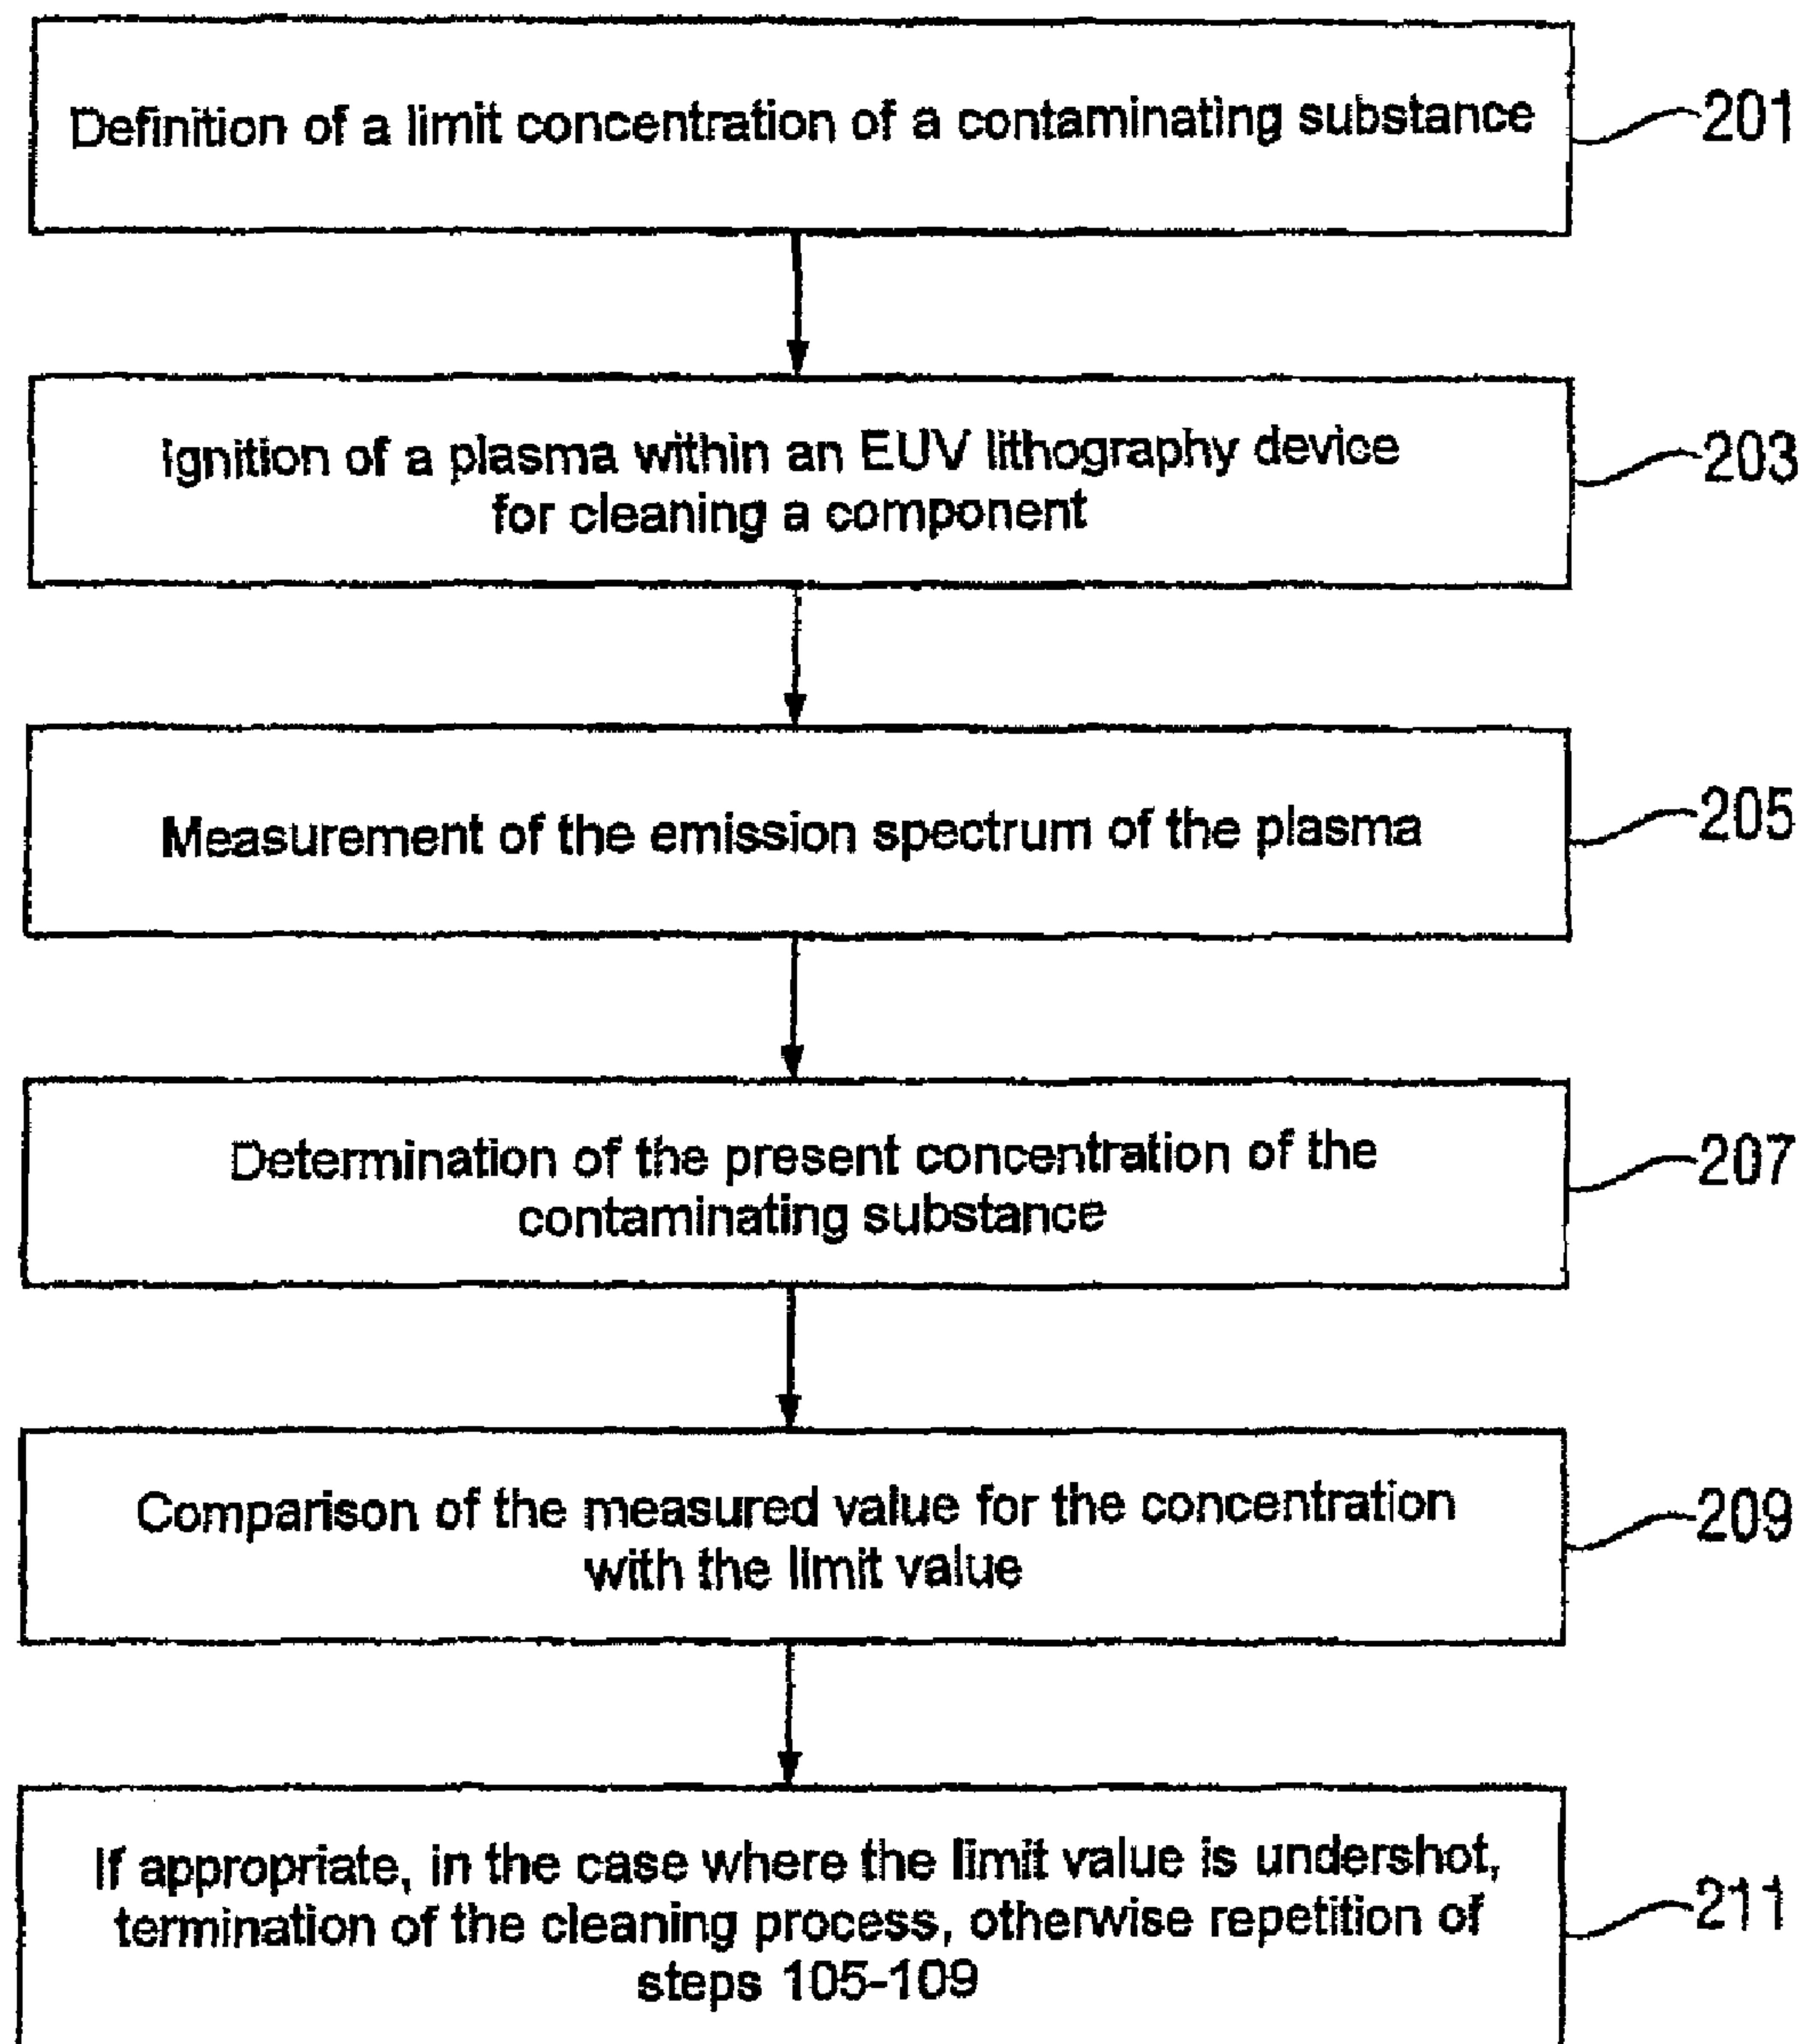 Definition of a limit concentration of a contaminating substance
201
Ignition of a plasma within an EUV lithography device
for cleaning a component
203
Measurement of the emission spectrum of the plasma
205
Determination of the present concentration of the
contaminating substance
207
Comparison of the measured value for the concentration
with the limit value
209
If appropriate, in the case where the limit value is undershot,
termination of the cleaning process, otherwise repetition of
steps 105-109
211